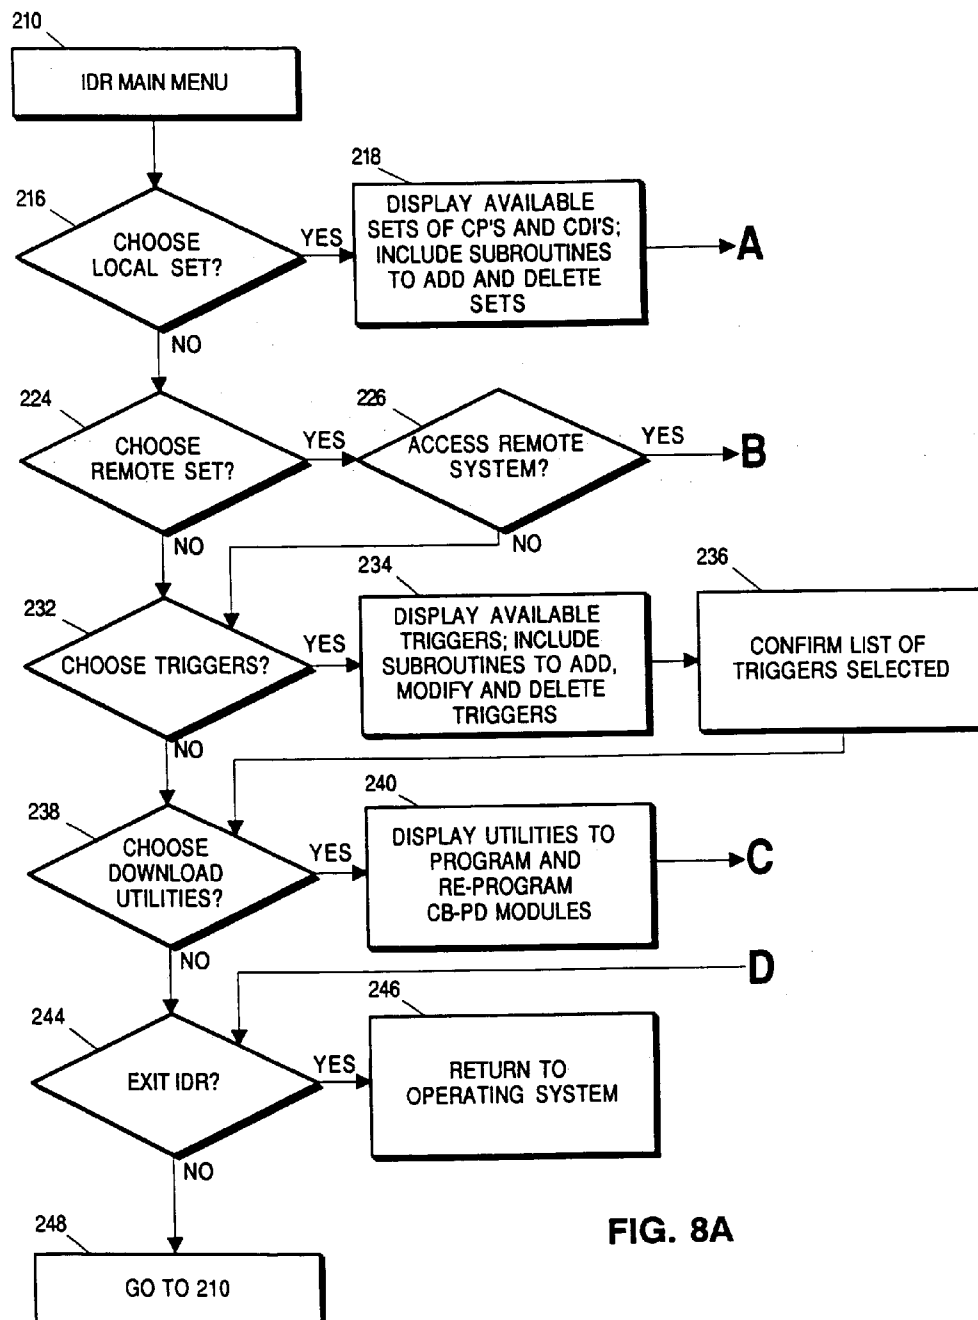 210
IDR MAIN MENU
216
CHOOSE
LOCAL SET?
YES
NO
218
DISPLAY AVAILABLE
SETS OF CP'S AND CDI'S;
INCLUDE SUBROUTINES
TO ADD AND DELETE
SETS
A
224
CHOOSE
REMOTE SET?
YES
NO
226
ACCESS REMOTE
SYSTEM?
YES
B
NO
232
CHOOSE TRIGGERS?
YES
NO
234
DISPLAY AVAILABLE
TRIGGERS; INCLUDE
SUBROUTINES TO ADD,
MODIFY AND DELETE
TRIGGERS
236
CONFIRM LIST OF
TRIGGERS SELECTED
238
CHOOSE
DOWNLOAD
UTILITIES?
YES
NO
240
DISPLAY UTILITIES TO
PROGRAM AND
RE-PROGRAM
CB-PD MODULES
C
D
244
EXIT IDR?
YES
NO
246
RETURN TO
OPERATING SYSTEM
248
GO TO 210
FIG. 8A